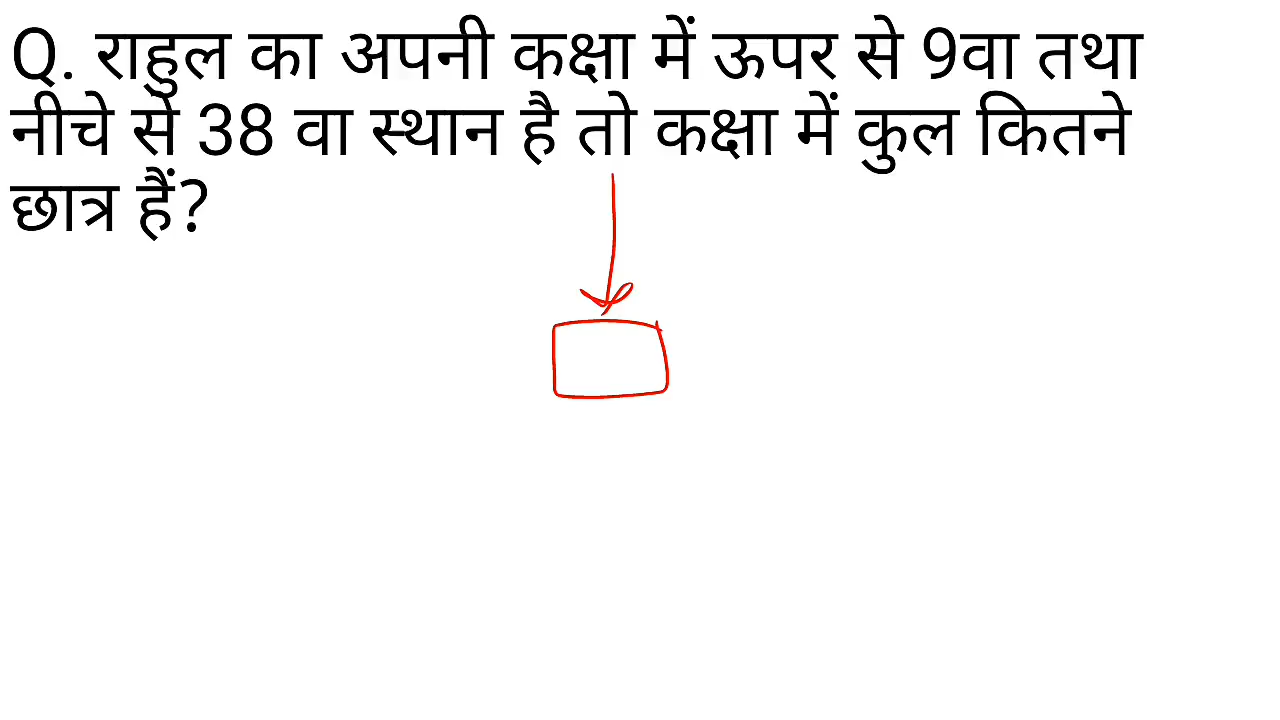 Q. राहुल का अपनी कक्षा में ऊपर से 9वा तथा
नीचे से 38 वा स्थान है तो कक्षा में कुल कितने
छात्र हैं?